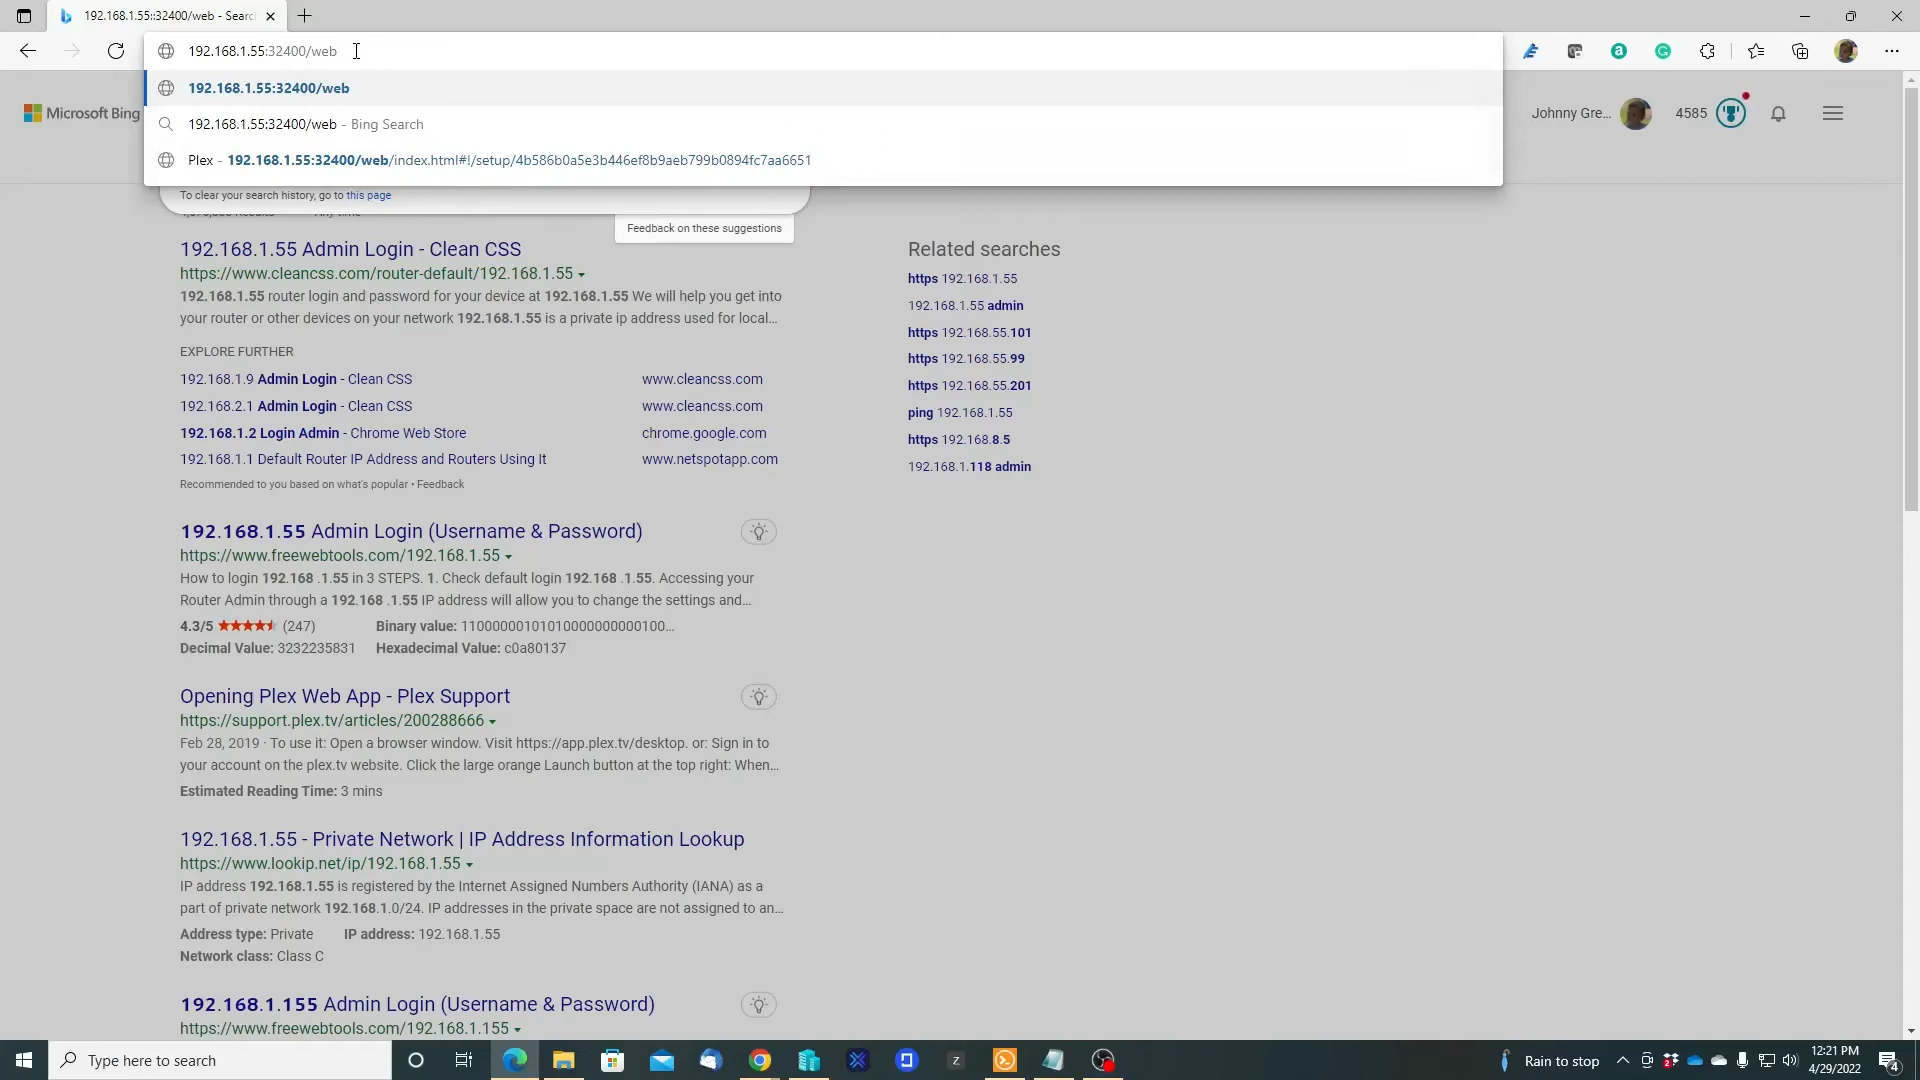 192.168.1.55::32400/web - Searc
192.168.1.55:32400/web
192.168.1.55:32400/web
192.168.1.55:32400/web - Bing Search
Plex - 192.168.1.55:32400/web/index.html#!/setup/4b586b0a5e3b446ef8b9aeb799b0894fc7aa6651
Microsoft Bing
Johnny Gre...
4585
To clear your search history, go to this page
Any time
Feedback on these suggestions
192.168.1.55 Admin Login - Clean CSS
https://www.cleancss.com/router-default/192.168.1.55
192.168.1.55 router login and password for your device at 192.168.1.55 We will help you get into
your router or other devices on your network 192.168.1.55 is a private ip address used for local...
EXPLORE FURTHER
192.168.1.9 Admin Login - Clean CSS www.cleancss.com
192.168.2.1 Admin Login - Clean CSS www.cleancss.com
192.168.1.2 Login Admin - Chrome Web Store chrome.google.com
192.168.1.1 Default Router IP Address and Routers Using It www.netspotapp.com
Recommended to you based on what's popular • Feedback
192.168.1.55 Admin Login (Username & Password)
https://www.freewebtools.com/192.168.1.55
How to login 192.168 .1.55 in 3 STEPS. 1. Check default login 192.168 .1.55. Accessing your
Router Admin through a 192.168 .1.55 IP address will allow you to change the settings and...
4.3/5 (247) Binary value: 11000000101010000000000100...
Decimal Value: 3232235831 Hexadecimal Value: c0a80137
Opening Plex Web App - Plex Support
https://support.plex.tv/articles/200288666
Feb 28, 2019 · To use it: Open a browser window. Visit https://app.plex.tv/desktop. or: Sign in to
your account on the plex.tv website. Click the large orange Launch button at the top right: When...
Estimated Reading Time: 3 mins
192.168.1.55 - Private Network | IP Address Information Lookup
https://www.lookip.net/ip/192.168.1.55
IP address 192.168.1.55 is registered by the Internet Assigned Numbers Authority (IANA) as a
part of private network 192.168.1.0/24. IP addresses in the private space are not assigned to an...
Address type: Private IP address: 192.168.1.55
Network class: Class C
192.168.1.155 Admin Login (Username & Password)
https://www.freewebtools.com/192.168.1.155
Related searches
https 192.168.1.55
192.168.1.55 admin
https 192.168.55.101
https 192.168.55.99
https 192.168.55.201
ping 192.168.1.55
https 192.168.8.5
192.168.1.118 admin
Type here to search
Rain to stop
12:21 PM
4/29/2022
4